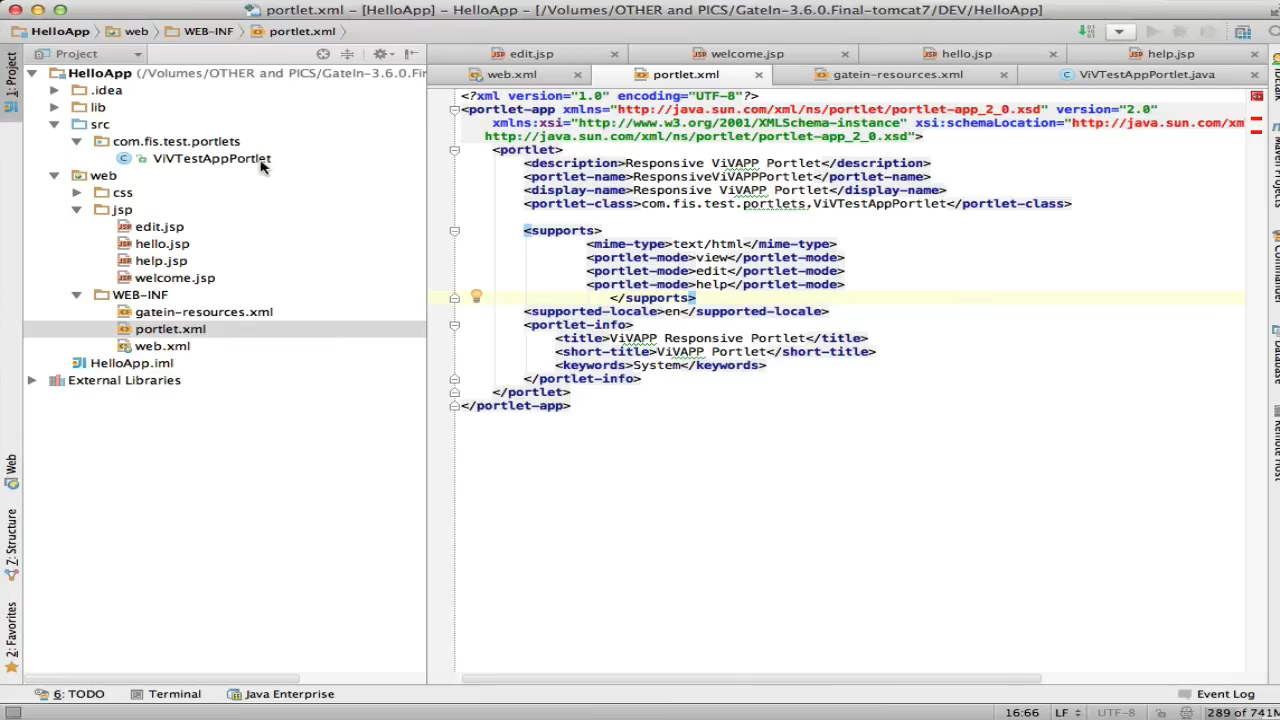 portlet.xml - [HelloApp] - HelloApp - [/Volumes/OTHER and PICS/GateIn-3.6.0.Final-tomcat7/DEV/HelloApp]
HelloApp web WEB-INF portlet.xml
Project
1: Project
HelloApp (/Volumes/OTHER and PICS/GateIn-3.6.0.Fin
.idea
lib
src
com.fis.test.portlets
ViVTestAppPortlet
web
css
jsp
edit.jsp
hello.jsp
help.jsp
welcome.jsp
WEB-INF
gatein-resources.xml
portlet.xml
web.xml
HelloApp.iml
External Libraries
Web
7: Structure
2: Favorites
edit.jsp welcome.jsp hello.jsp help.jsp
web.xml portlet.xml gatein-resources.xml ViVTestAppPortlet.java
<?xml version="1.0" encoding="UTF-8"?>
<portlet-app xmlns="http://java.sun.com/xml/ns/portlet/portlet-app_2_0.xsd" version="2.0"
xmlns:xsi="http://www.w3.org/2001/XMLSchema-instance" xsi:schemaLocation="http://java.sun.com/xm
http://java.sun.com/xml/ns/portlet/portlet-app_2_0.xsd">
<portlet>
<description>Responsive ViVAPP Portlet</description>
<portlet-name>ResponsiveViVAPPPortlet</portlet-name>
<display-name>Responsive ViVAPP Portlet</display-name>
<portlet-class>com.fis.test.portlets.ViVTestAppPortlet</portlet-class>
<supports>
<mime-type>text/html</mime-type>
<portlet-mode>view</portlet-mode>
<portlet-mode>edit</portlet-mode>
<portlet-mode>help</portlet-mode>
</supports>
<supported-locale>en</supported-locale>
<portlet-info>
<title>ViVAPP Responsive Portlet</title>
<short-title>ViVAPP Portlet</short-title>
<keywords>System</keywords>
</portlet-info>
</portlet>
</portlet-app>
6: TODO Terminal Java Enterprise Event Log
16:66 LF UTF-8 289 of 741M